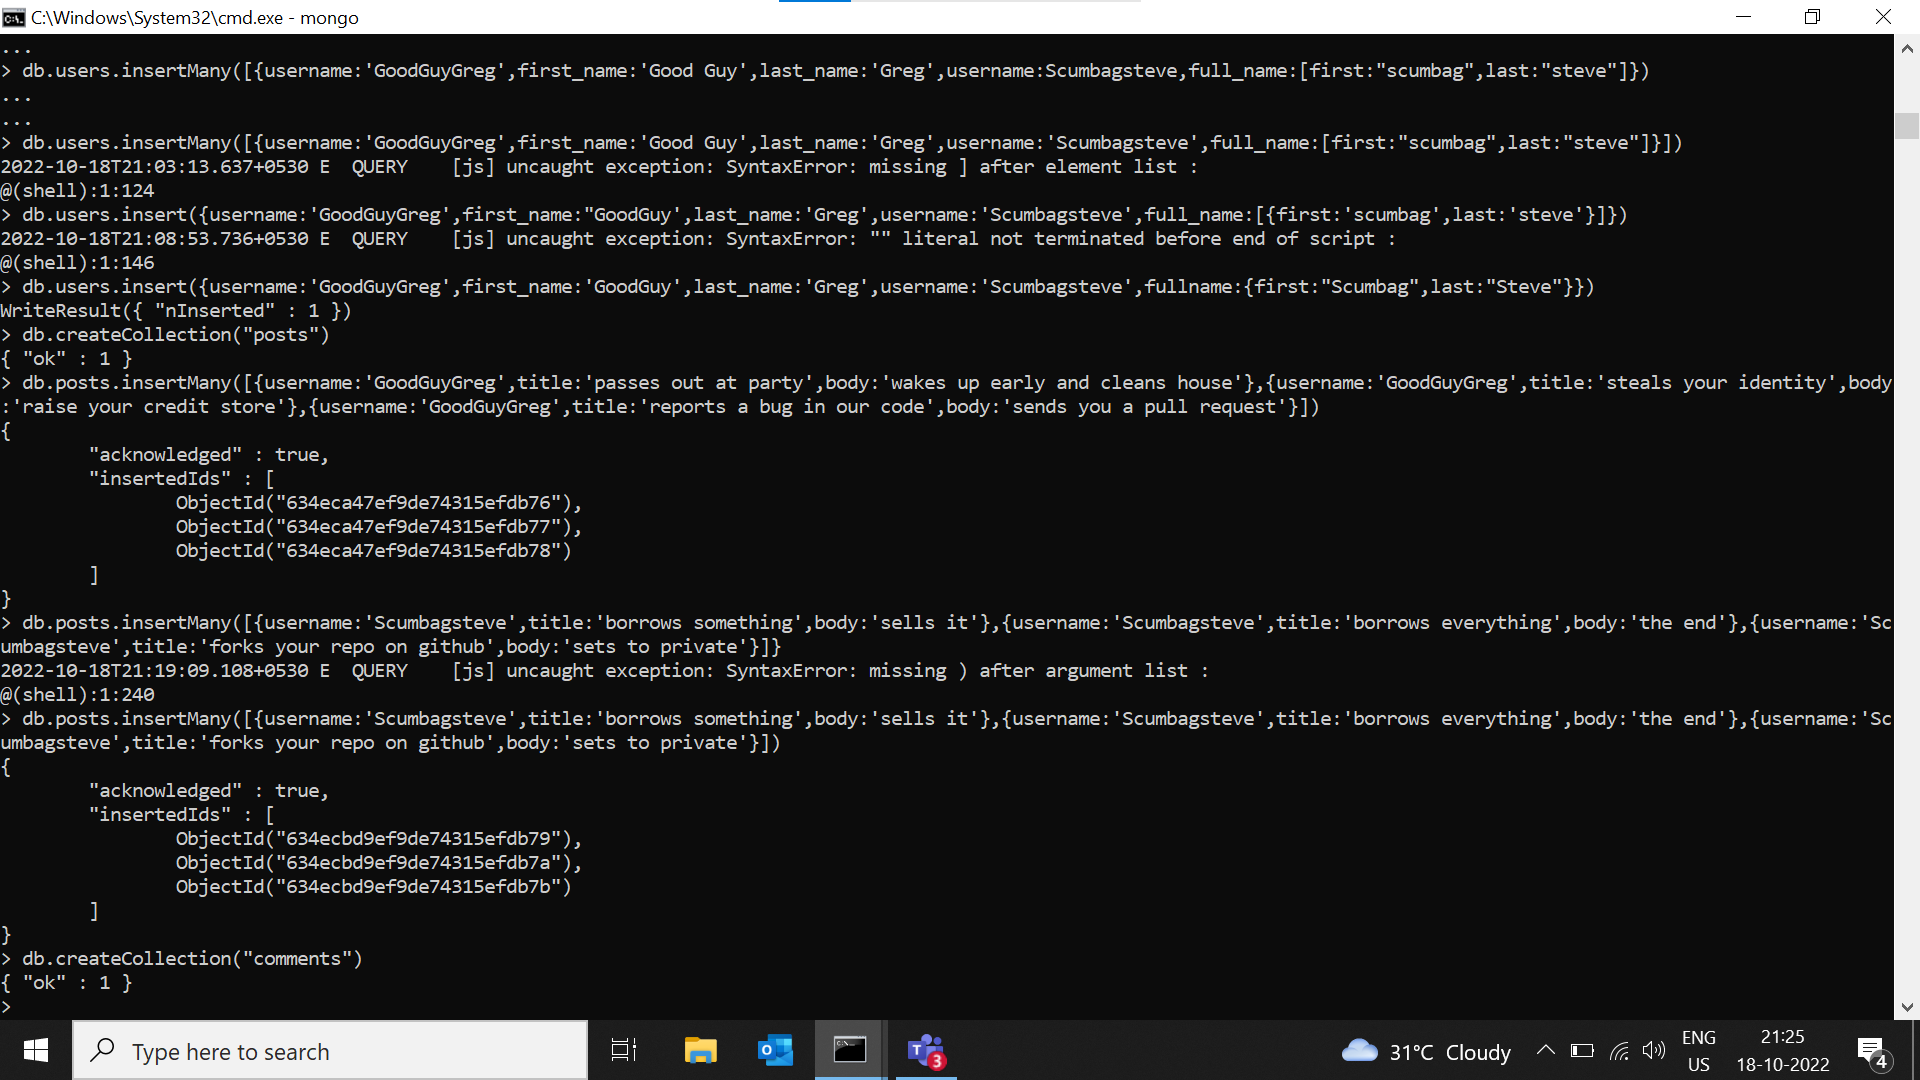 C:\Windows\System32\cmd.exe - mongo
...
> db.users.insertMany([{username:'GoodGuyGreg',first_name:'Good Guy',last_name:'Greg',username:Scumbagsteve,full_name:[first:"scumbag",last:"steve"]})
...
...
> db.users.insertMany([{username:'GoodGuyGreg',first_name:'Good Guy',last_name:'Greg',username:'Scumbagsteve',full_name:[first:"scumbag",last:"steve"]}])
2022-10-18T21:03:13.637+0530 E  QUERY    [js] uncaught exception: SyntaxError: missing ] after element list :
@(shell):1:124
> db.users.insert({username:'GoodGuyGreg',first_name:"GoodGuy',last_name:'Greg',username:'Scumbagsteve',full_name:[{first:'scumbag',last:'steve'}]})
2022-10-18T21:08:53.736+0530 E  QUERY    [js] uncaught exception: SyntaxError: "" literal not terminated before end of script :
@(shell):1:146
> db.users.insert({username:'GoodGuyGreg',first_name:'GoodGuy',last_name:'Greg',username:'Scumbagsteve',fullname:{first:"Scumbag",last:"Steve"}})
WriteResult({ "nInserted" : 1 })
> db.createCollection("posts")
{ "ok" : 1 }
> db.posts.insertMany([{username:'GoodGuyGreg',title:'passes out at party',body:'wakes up early and cleans house'},{username:'GoodGuyGreg',title:'steals your identity',body
:'raise your credit store'},{username:'GoodGuyGreg',title:'reports a bug in our code',body:'sends you a pull request'}])
{
        "acknowledged" : true,
        "insertedIds" : [
                ObjectId("634eca47ef9de74315efdb76"),
                ObjectId("634eca47ef9de74315efdb77"),
                ObjectId("634eca47ef9de74315efdb78")
        ]
}
> db.posts.insertMany([{username:'Scumbagsteve',title:'borrows something',body:'sells it'},{username:'Scumbagsteve',title:'borrows everything',body:'the end'},{username:'Sc
umbagsteve',title:'forks your repo on github',body:'sets to private'}]}
2022-10-18T21:19:09.108+0530 E  QUERY    [js] uncaught exception: SyntaxError: missing ) after argument list :
@(shell):1:240
> db.posts.insertMany([{username:'Scumbagsteve',title:'borrows something',body:'sells it'},{username:'Scumbagsteve',title:'borrows everything',body:'the end'},{username:'Sc
umbagsteve',title:'forks your repo on github',body:'sets to private'}])
{
        "acknowledged" : true,
        "insertedIds" : [
                ObjectId("634ecbd9ef9de74315efdb79"),
                ObjectId("634ecbd9ef9de74315efdb7a"),
                ObjectId("634ecbd9ef9de74315efdb7b")
        ]
}
> db.createCollection("comments")
{ "ok" : 1 }
>
Type here to search
31°C Cloudy
ENG
US
21:25
18-10-2022
3
4